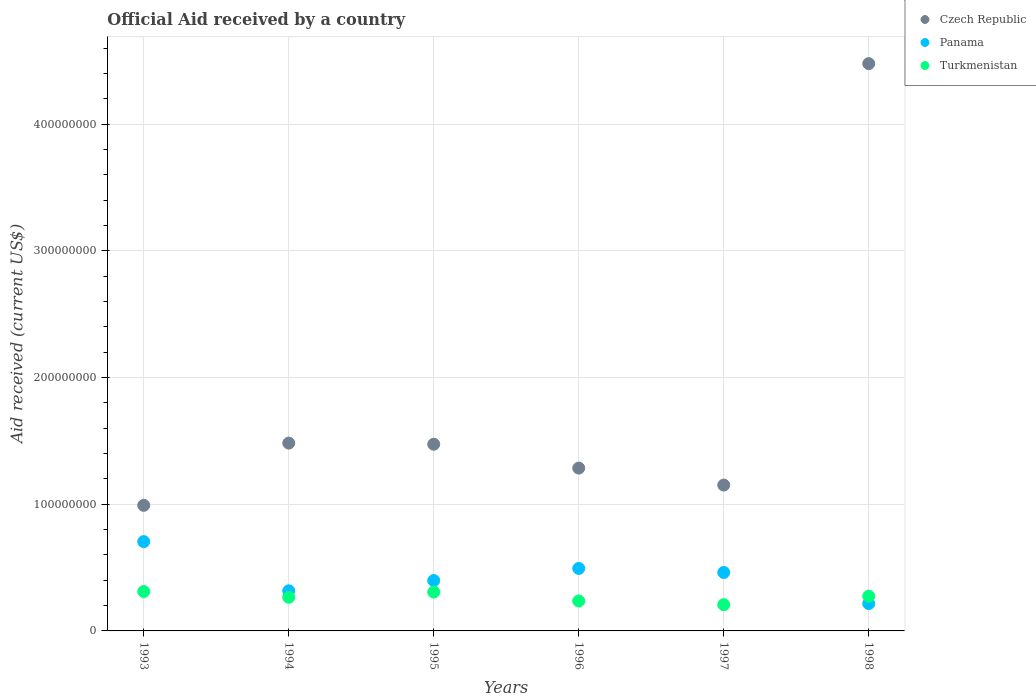 Official Aid received by a country
Czech Republic
Panama
Turkmenistan
Aid received (current US$)
400000000
300000000
200000000
100000000
0
1993
1994
1995
1996
1997
1998
Years